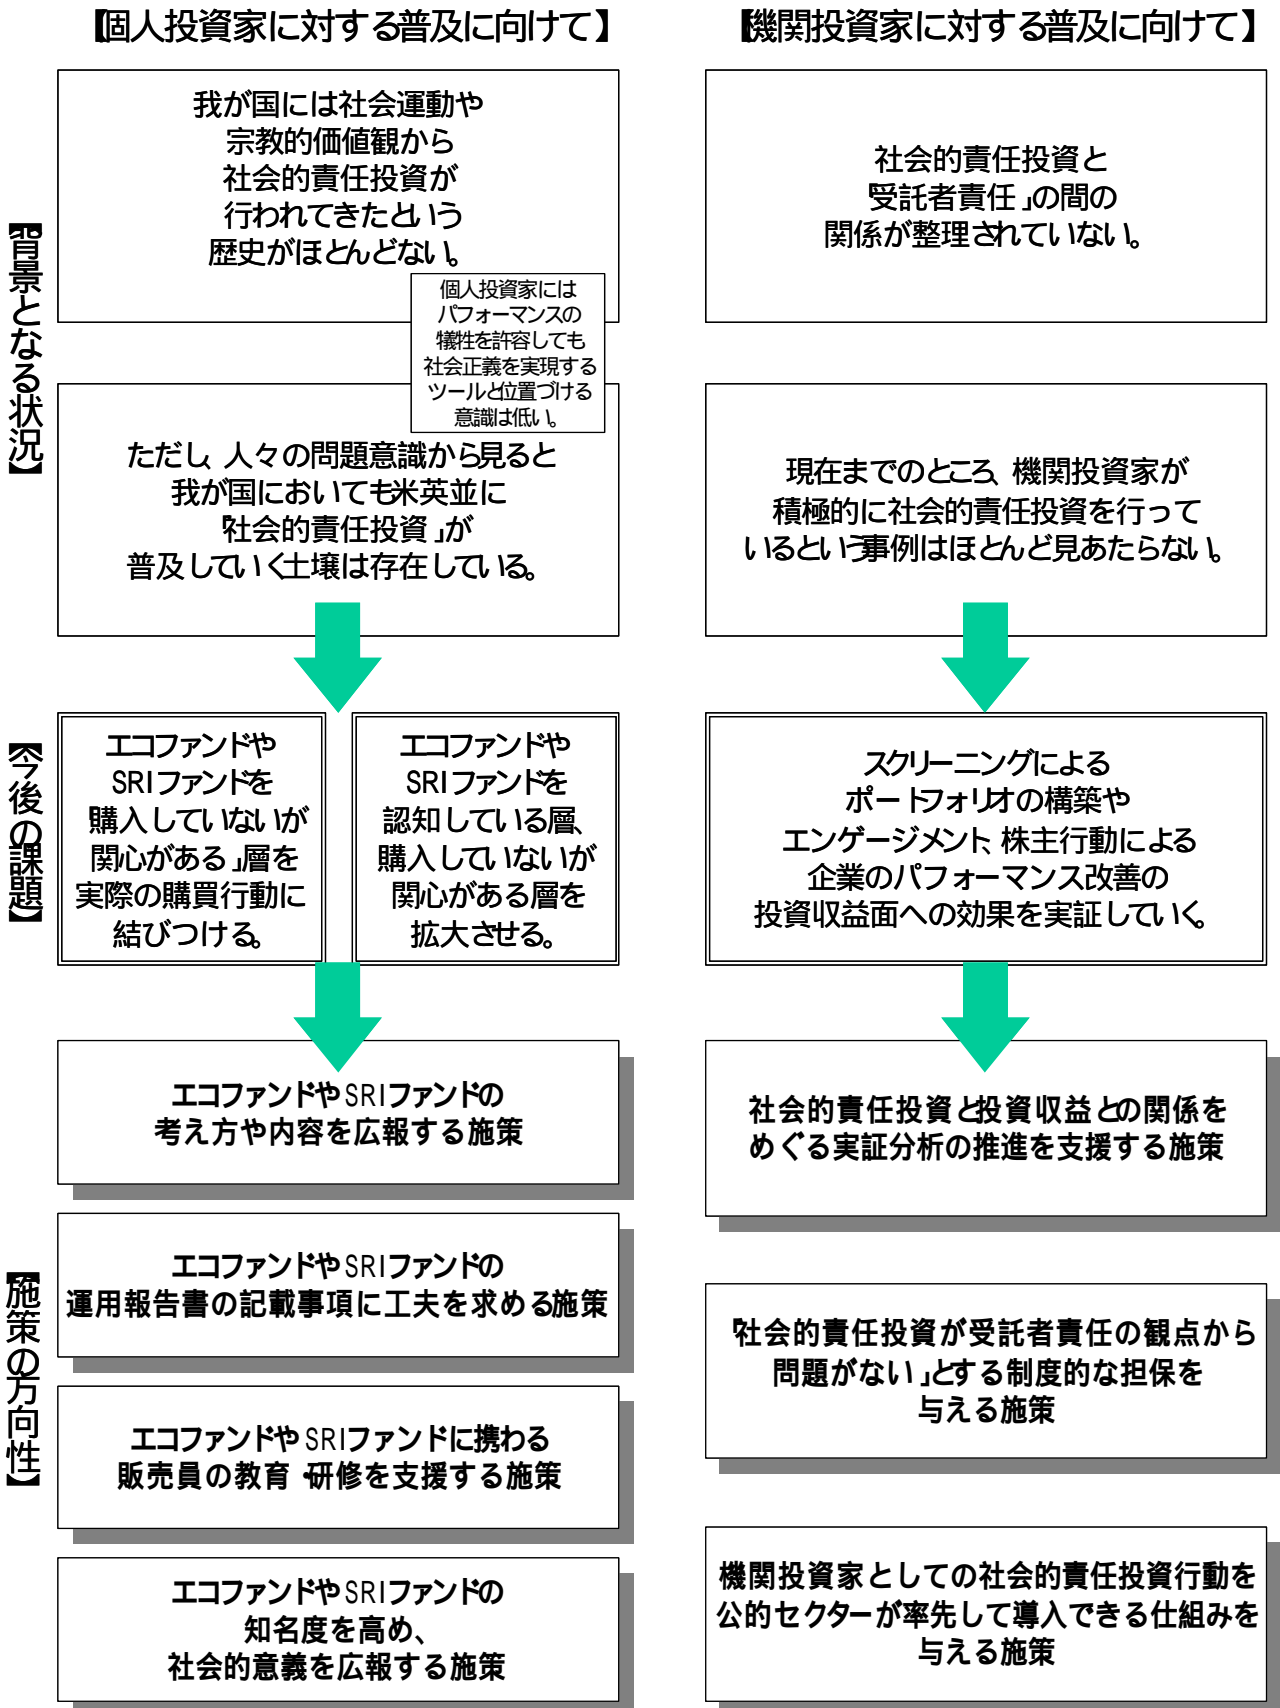 【個人投資家に対する普及に向けて】
我が国には社会運動や
宗教的価値観から
社会的責任投資が
行われてきたという
歴史がほとんどない。
個人投資家には
パフォーマンスの
犠牲を許容しても
社会正義を実現する
ツールと位置づける
意識は低い。
ただし、人々の問題意識から見ると
我が国においても米英並に
「社会的責任投資」が
普及していく土壌は存在している。
【機関投資家に対する普及に向けて】
社会的責任投資と
「受託者責任」の間の
関係が整理されていない。
現在までのところ、機関投資家が
積極的に社会的責任投資を行って
いるという事例はほとんど見あたらない。
【背景となる状況】
【今後の課題】
エコファンドや
SRIファンドを
「購入していないが
関心がある」層を
実際の購買行動に
結びつける。
エコファンドや
SRIファンドを
認知している層、
購入していないが
関心がある層を
拡大させる。
スクリーニングによる
ポートフォリオの構築や
エンゲージメント、株主行動による
企業のパフォーマンス改善の
投資収益面への効果を実証していく。
【施策の方向性】
エコファンドやSRIファンドの
考え方や内容を広報する施策
エコファンドやSRIファンドの
運用報告書の記載事項に工夫を求める施策
エコファンドやSRIファンドに携わる
販売員の教育・研修を支援する施策
エコファンドやSRIファンドの
知名度を高め、
社会的意義を広報する施策
社会的責任投資と投資収益との関係を
めぐる実証分析の推進を支援する施策
「社会的責任投資が受託者責任の観点から
問題がない」とする制度的な担保を
与える施策
機関投資家としての社会的責任投資行動を
公的セクターが率先して導入できる仕組みを
与える施策